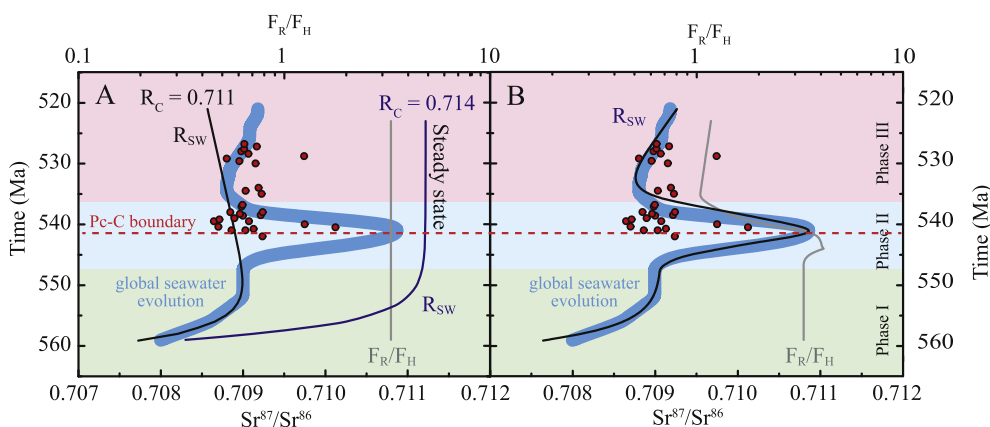 F_R/F_H F_R/F_H
0.1 1 10 1 10
A R_C = 0.711 R_C = 0.714 B
520 R_SW R_SW 520
Steady state
Phase III
530 530
Time (Ma) Time (Ma)
540 Pc-C boundary Phase II 540
550 550
global seawater global seawater
evolution evolution
R_SW Phase I
560 F_R/F_H F_R/F_H 560
0.707 0.708 0.709 0.710 0.711 0.712 0.708 0.709 0.710 0.711 0.712
Sr^87/Sr^86 Sr^87/Sr^86